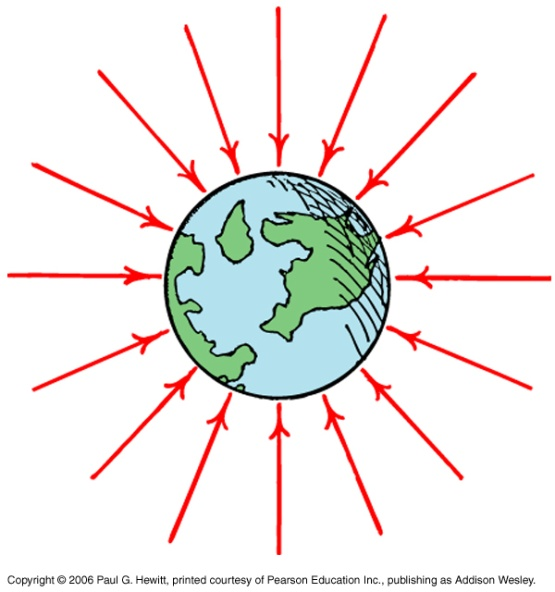 Copyright © 2006 Paul G. Hewitt, printed courtesy of Pearson Education Inc., publishing as Addison Wesley.